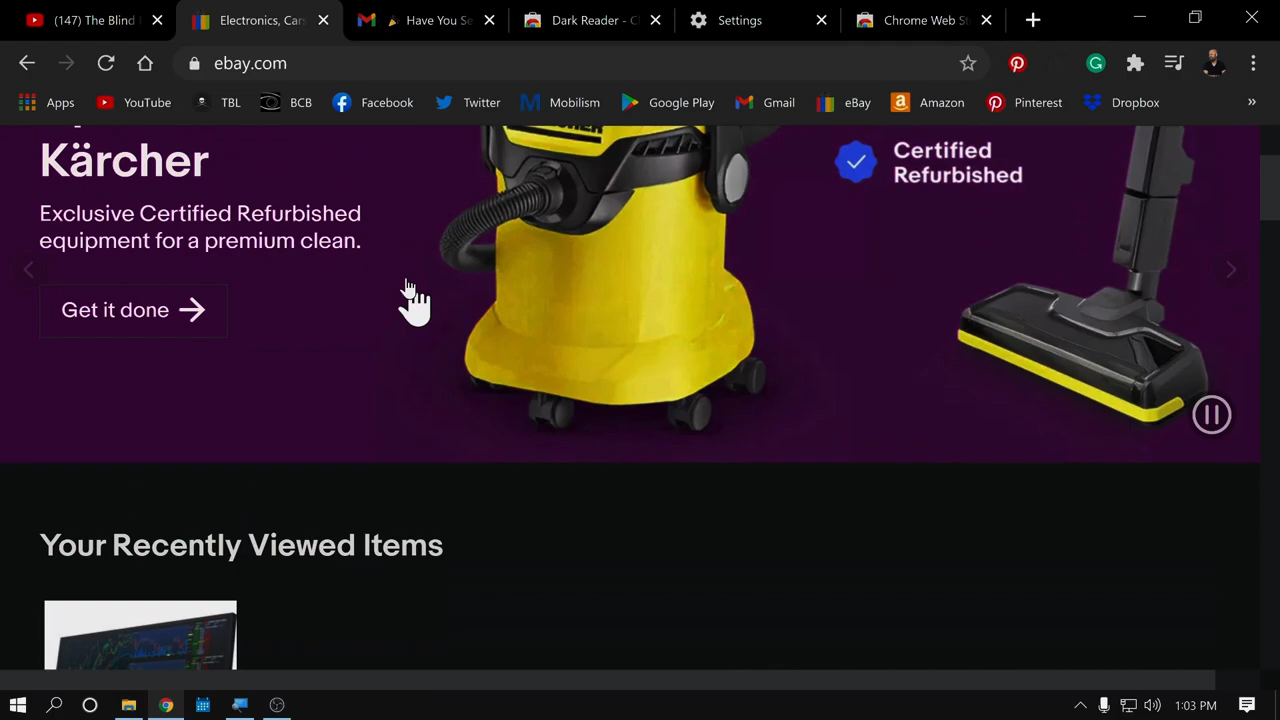 (147) The Blind
Electronics, Cars
Have You Se
Dark Reader - C
Settings
Chrome Web St
ebay.com
Apps
YouTube
TBL
BCB
Facebook
Twitter
Mobilism
Google Play
Gmail
eBay
Amazon
Pinterest
Dropbox
»
Kärcher
Exclusive Certified Refurbished
equipment for a premium clean.
Get it done
Certified
Refurbished
Your Recently Viewed Items
1:03 PM